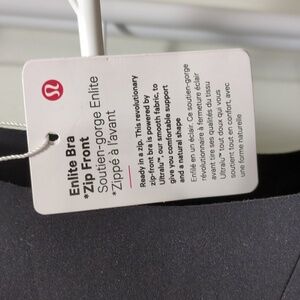 Enlite Bra
*Zip Front
Soutien-gorge Enlite
*Zippé à l'avant
Ready in a zip. This revolutionary
zip-front bra is powered by
Ultralu™, our smooth fabric, to
give you comfortable support
and a natural shape
Enfilé en un éclair. Ce soutien-gorge
révolutionnaire à fermeture éclair
avant tire ses qualités du tissu
Ultralu™ tout doux qui vous
soutient tout en confort, avec
une forme naturelle